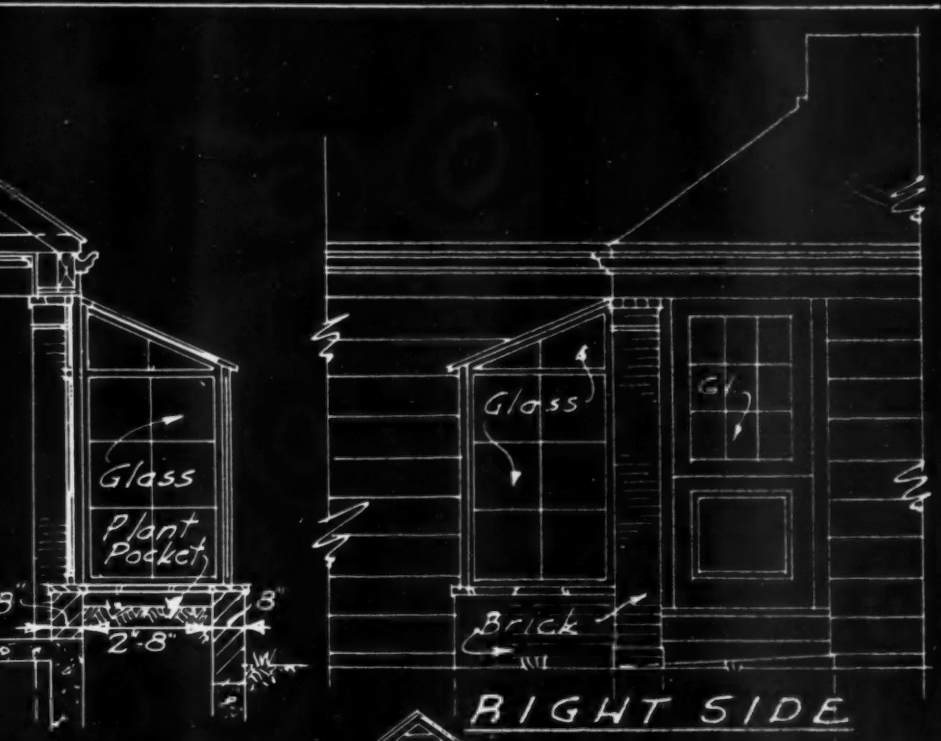 Glass
Plant
Pocket
8"
8"
2'-8"
Glass
Gl.
Brick
RIGHT SIDE